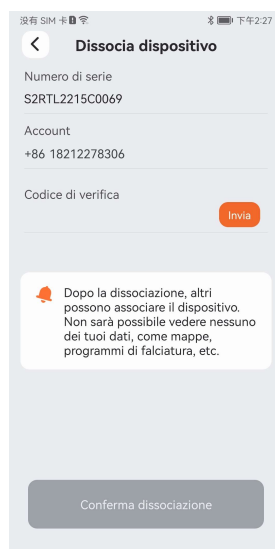 没有 SIM 卡 下午2:27
Dissocia dispositivo
Numero di serie
S2RTL2215C0069
Account
+86 18212278306
Codice di verifica
Invia
Dopo la dissociazione, altri
possono associare il dispositivo.
Non sarà possibile vedere nessuno
dei tuoi dati, come mappe,
programmi di falciatura, etc.
Conferma dissociazione